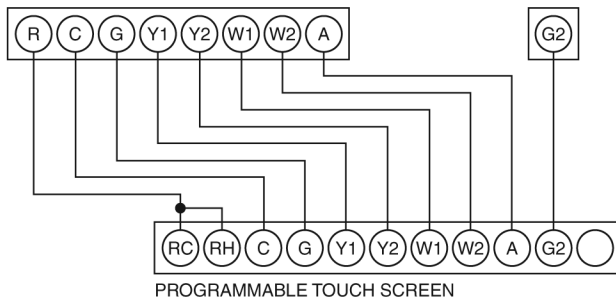 R C G Y1 Y2 W1 W2 A G2
RC RH C G Y1 Y2 W1 W2 A G2
PROGRAMMABLE TOUCH SCREEN